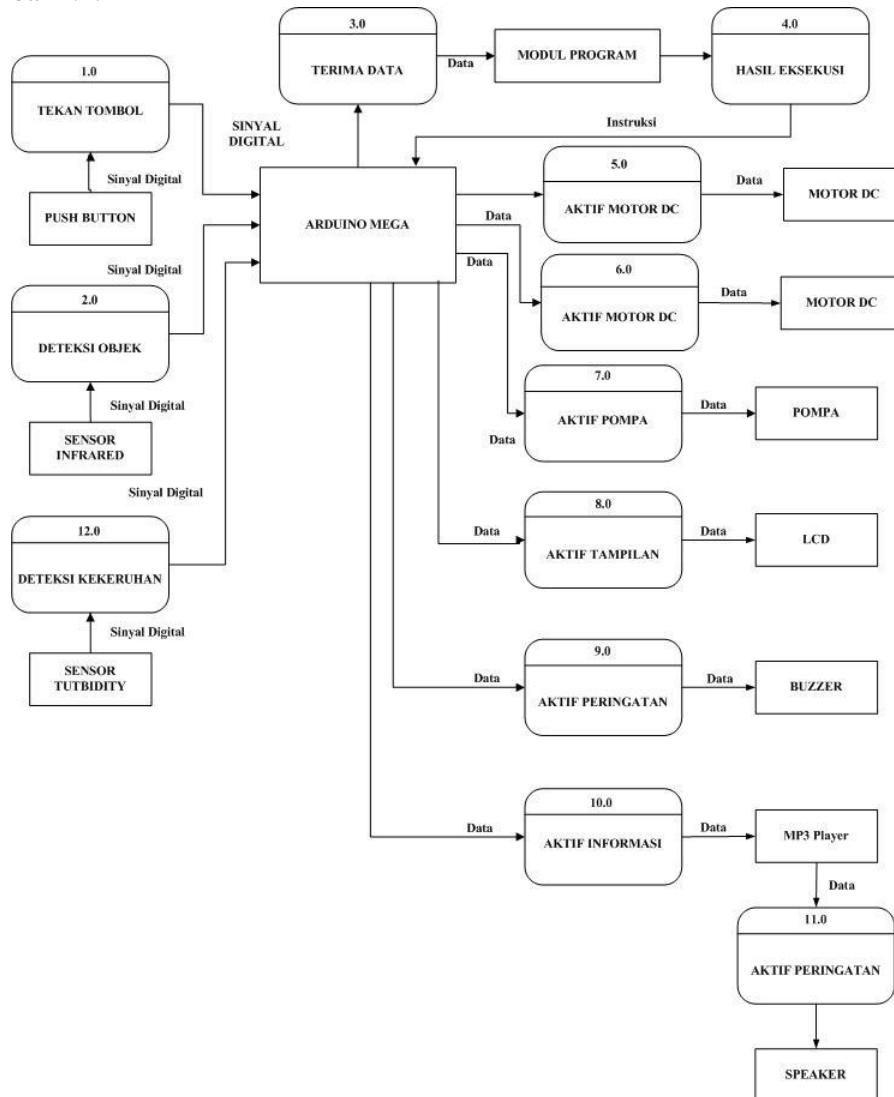 3.0
TERIMA DATA
Data
MODUL PROGRAM
4.0
HASIL EKSEKUSI
1.0
TEKAN TOMBOL
SINYAL
DIGITAL
Instruksi
Sinyal Digital
PUSH BUTTON
ARDUINO MEGA
5.0
AKTIF MOTOR DC
Data
MOTOR DC
Data
Data
6.0
AKTIF MOTOR DC
Data
MOTOR DC
Sinyal Digital
2.0
DETEKSI OBJEK
Sinyal Digital
SENSOR
INFRARED
7.0
AKTIF POMPA
Data
POMPA
Data
Sinyal Digital
12.0
DETEKSI KEKERUHAN
Sinyal Digital
SENSOR
TUTBIDITY
Data
8.0
AKTIF TAMPILAN
Data
LCD
Data
9.0
AKTIF PERINGATAN
Data
BUZZER
Data
10.0
AKTIF INFORMASI
Data
MP3 Player
Data
11.0
AKTIF PERINGATAN
SPEAKER